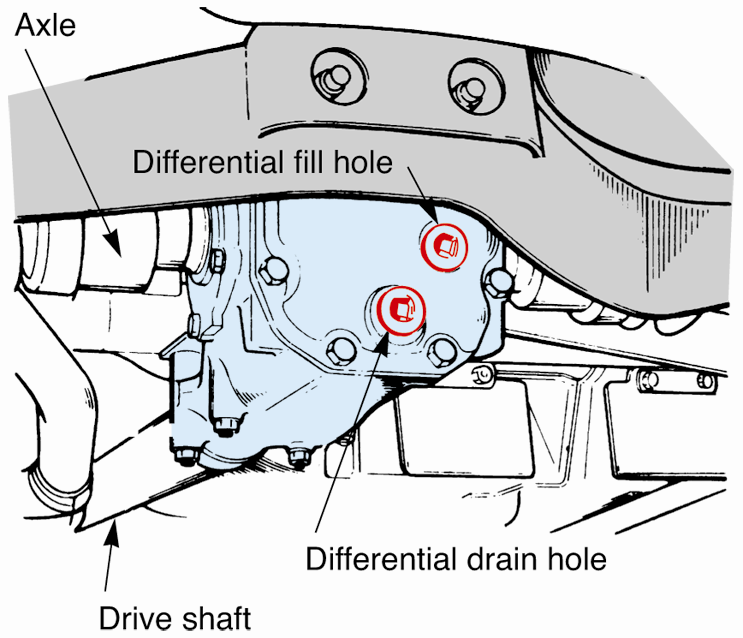 Axle
Differential fill hole
Differential drain hole
Drive shaft